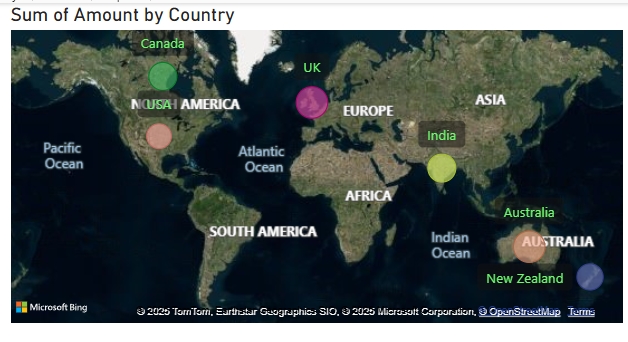 Sum of Amount by Country
Canada
UK
NORTH AMERICA
USA
EUROPE
ASIA
India
Pacific
Ocean
Atlantic
Ocean
AFRICA
Australia
SOUTH AMERICA
Indian
Ocean
AUSTRALIA
New Zealand
Microsoft Bing
© 2025 TomTom, Earthstar Geographics SIO, © 2025 Microsoft Corporation, © OpenStreetMap Terms